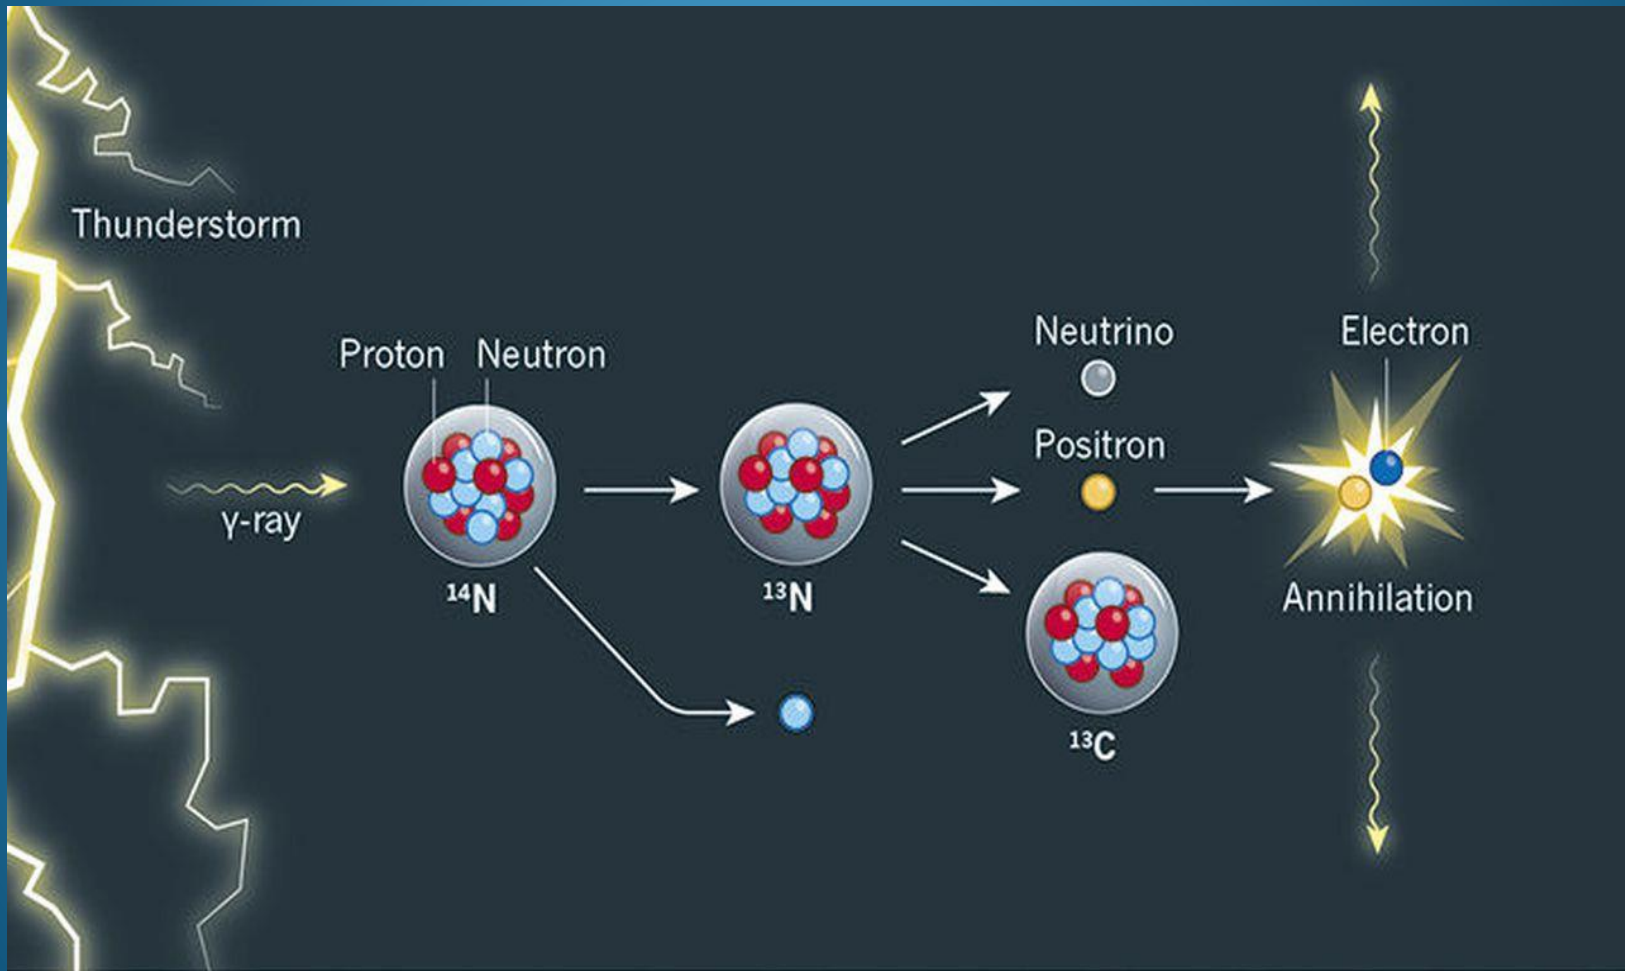 Thunderstorm
Proton
Neutron
γ-ray
¹⁴N
¹³N
Neutrino
Positron
¹³C
Electron
Annihilation